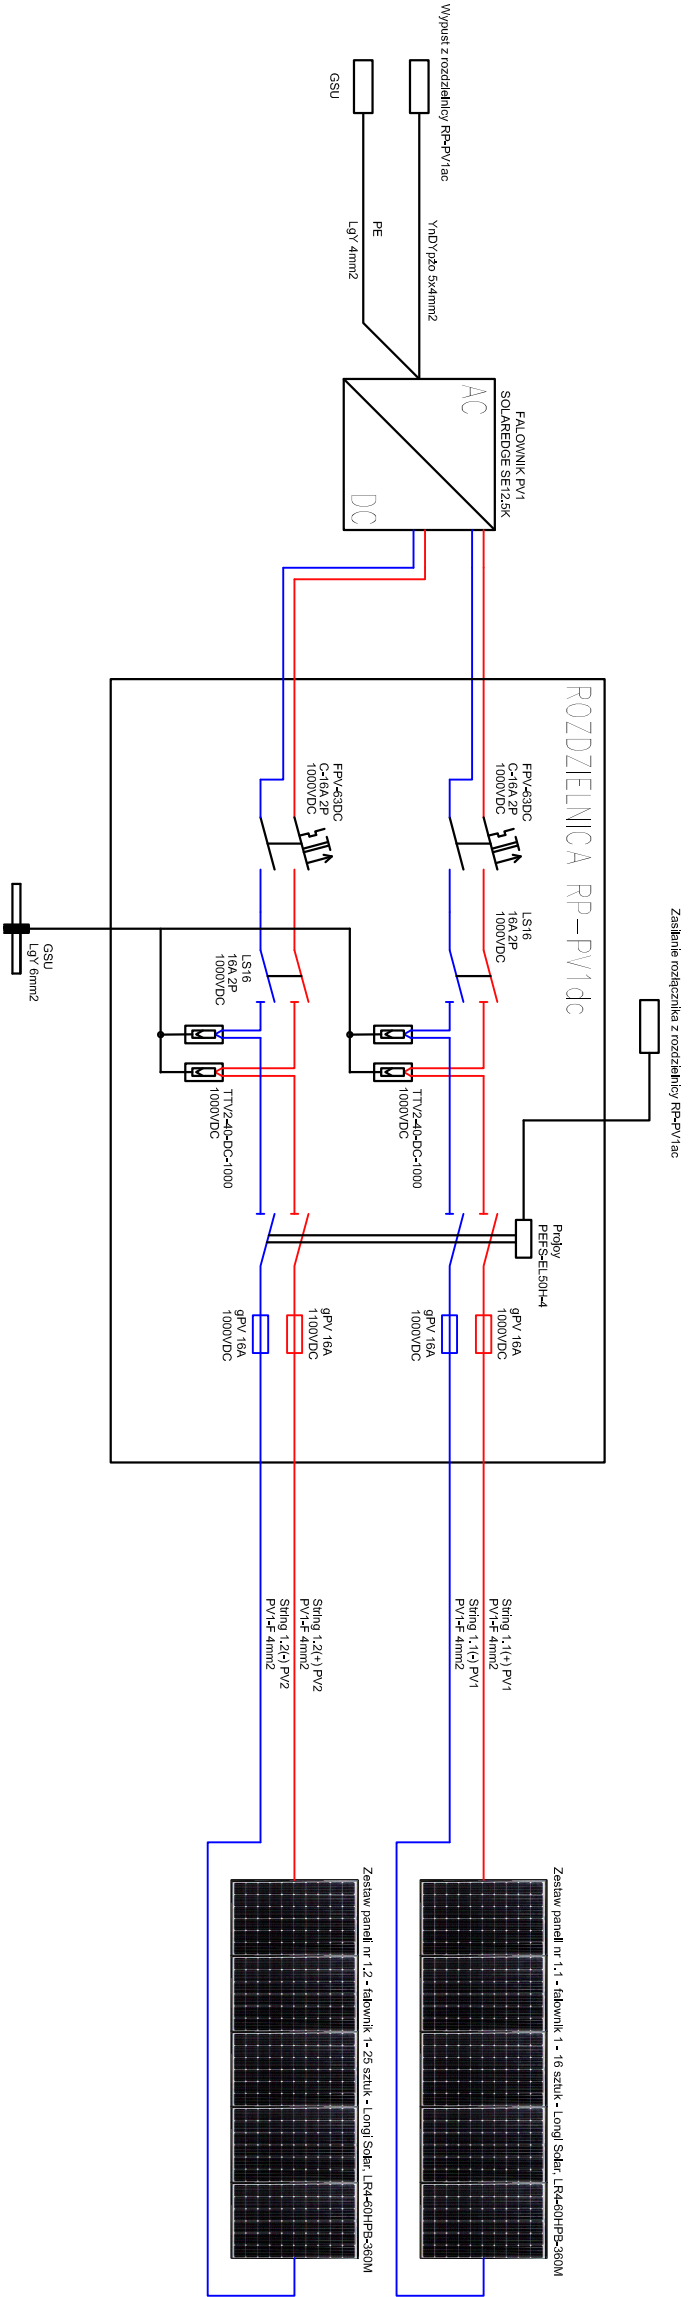 Wypust z rozdzielnicy RP-PV1ac
GSU
YnDYpżo 5x4mm2
PE
LgY 4mm2
FALOWNIK PV1
SOLAREDGE SE12.5K
AC
DC
ROZDZIELNICA RP-PV1dc
Zasilanie rozłącznika z rozdzielnicy RP-PV1ac
FPV-63DC
C-16A 2P
1000VDC
FPV-63DC
C-16A 2P
1000VDC
LS16
16A 2P
1000VDC
LS16
16A 2P
1000VDC
GSU
LgY 6mm2
TTV2-40-DC-1000
1000VDC
TTV2-40-DC-1000
1000VDC
Projoy
PEFS-EL50H-4
gPV 16A
1000VDC
gPV 16A
1000VDC
gPV 16A
1100VDC
gPV 16A
1000VDC
String 1.1(+) PV1
PV1-F 4mm2
String 1.1(-) PV1
PV1-F 4mm2
String 1.2(+) PV2
PV1-F 4mm2
String 1.2(-) PV2
PV1-F 4mm2
Zestaw paneli nr 1.1 - falownik 1 - 16 sztuk - Longi Solar, LR4-60HPB-360M
Zestaw paneli nr 1.2 - falownik 1- 25 sztuk - Longi Solar, LR4-60HPB-360M